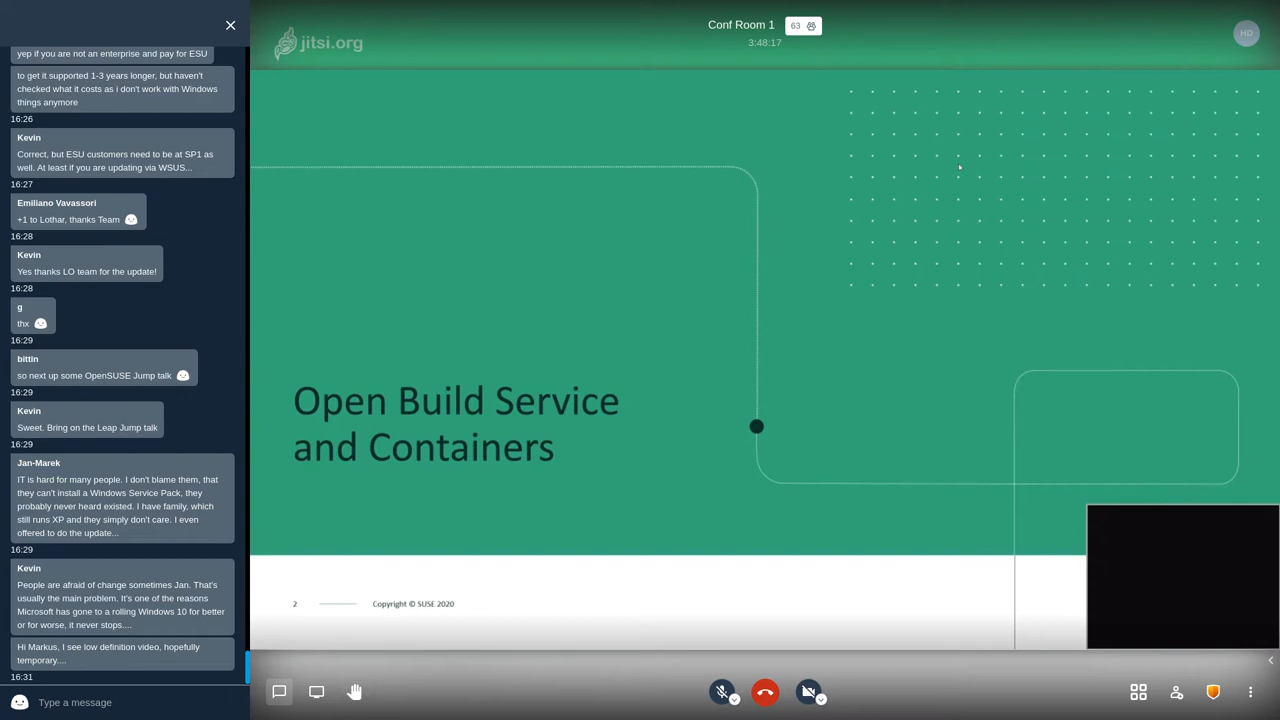 yep if you are not an enterprise and pay for ESU
to get it supported 1-3 years longer, but haven't
checked what it costs as i don't work with Windows
things anymore
16:26
Kevin
Correct, but ESU customers need to be at SP1 as
well. At least if you are updating via WSUS...
16:27
Emiliano Vavassori
+1 to Lothar, thanks Team
16:28
Kevin
Yes thanks LO team for the update!
16:28
g
thx
16:29
bittin
so next up some OpenSUSE Jump talk
16:29
Kevin
Sweet. Bring on the Leap Jump talk
16:29
Jan-Marek
IT is hard for many people. I don't blame them, that
they can't install a Windows Service Pack, they
probably never heard existed. I have family, which
still runs XP and they simply don't care. I even
offered to do the update...
16:29
Kevin
People are afraid of change sometimes Jan. That's
usually the main problem. It's one of the reasons
Microsoft has gone to a rolling Windows 10 for better
or for worse, it never stops....
Hi Markus, I see low definition video, hopefully
temporary....
16:31
Type a message
jitsi.org
Conf Room 1
63
3:48:17
HD
Open Build Service
and Containers
2
Copyright © SUSE 2020